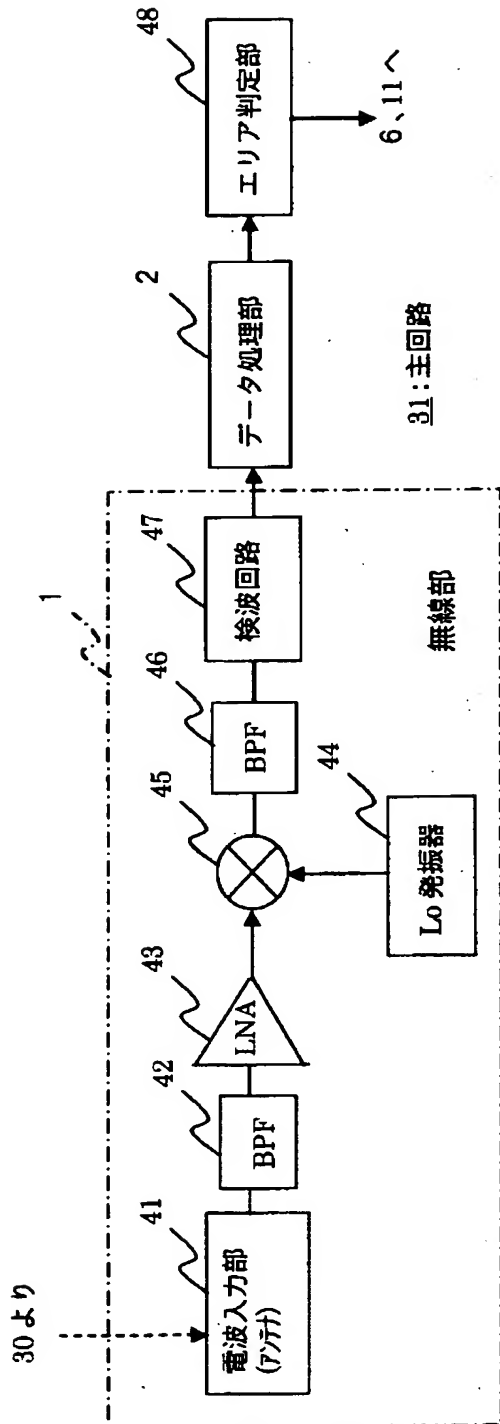 30より
1
41
電波入力部
(アンテナ)
42
BPF
43
LNA
45
46
BPF
47
検波回路
44
Lo発振器
無線部
2
データ処理部
48
エリア判定部
6、11へ
31:主回路